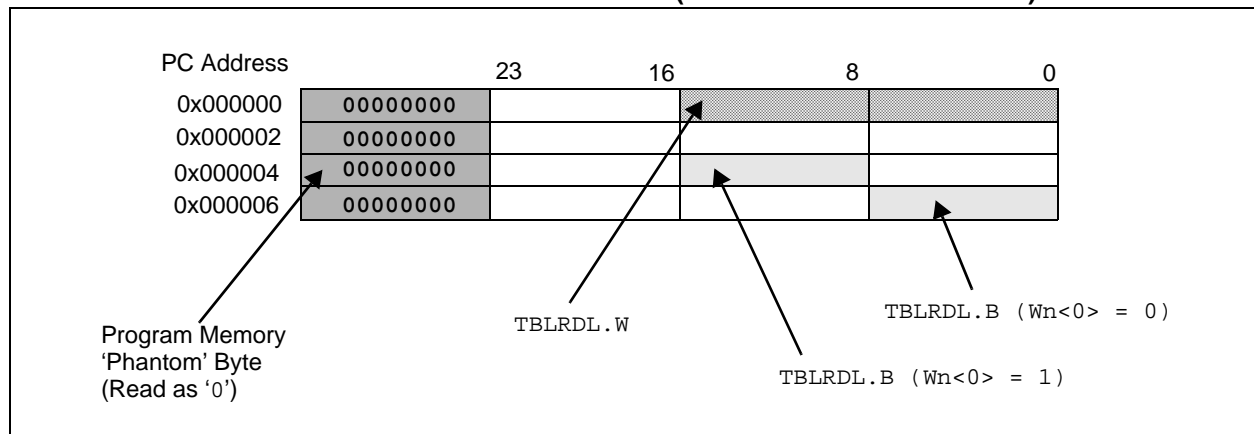 (
)
PC Address
23 16 8 0
0x000000 00000000
0x000002 00000000
0x000004 00000000
0x000006 00000000
TBLRDL.W
TBLRDL.B (Wn<0> = 0)
TBLRDL.B (Wn<0> = 1)
Program Memory
‘Phantom’ Byte
(Read as ‘0’)